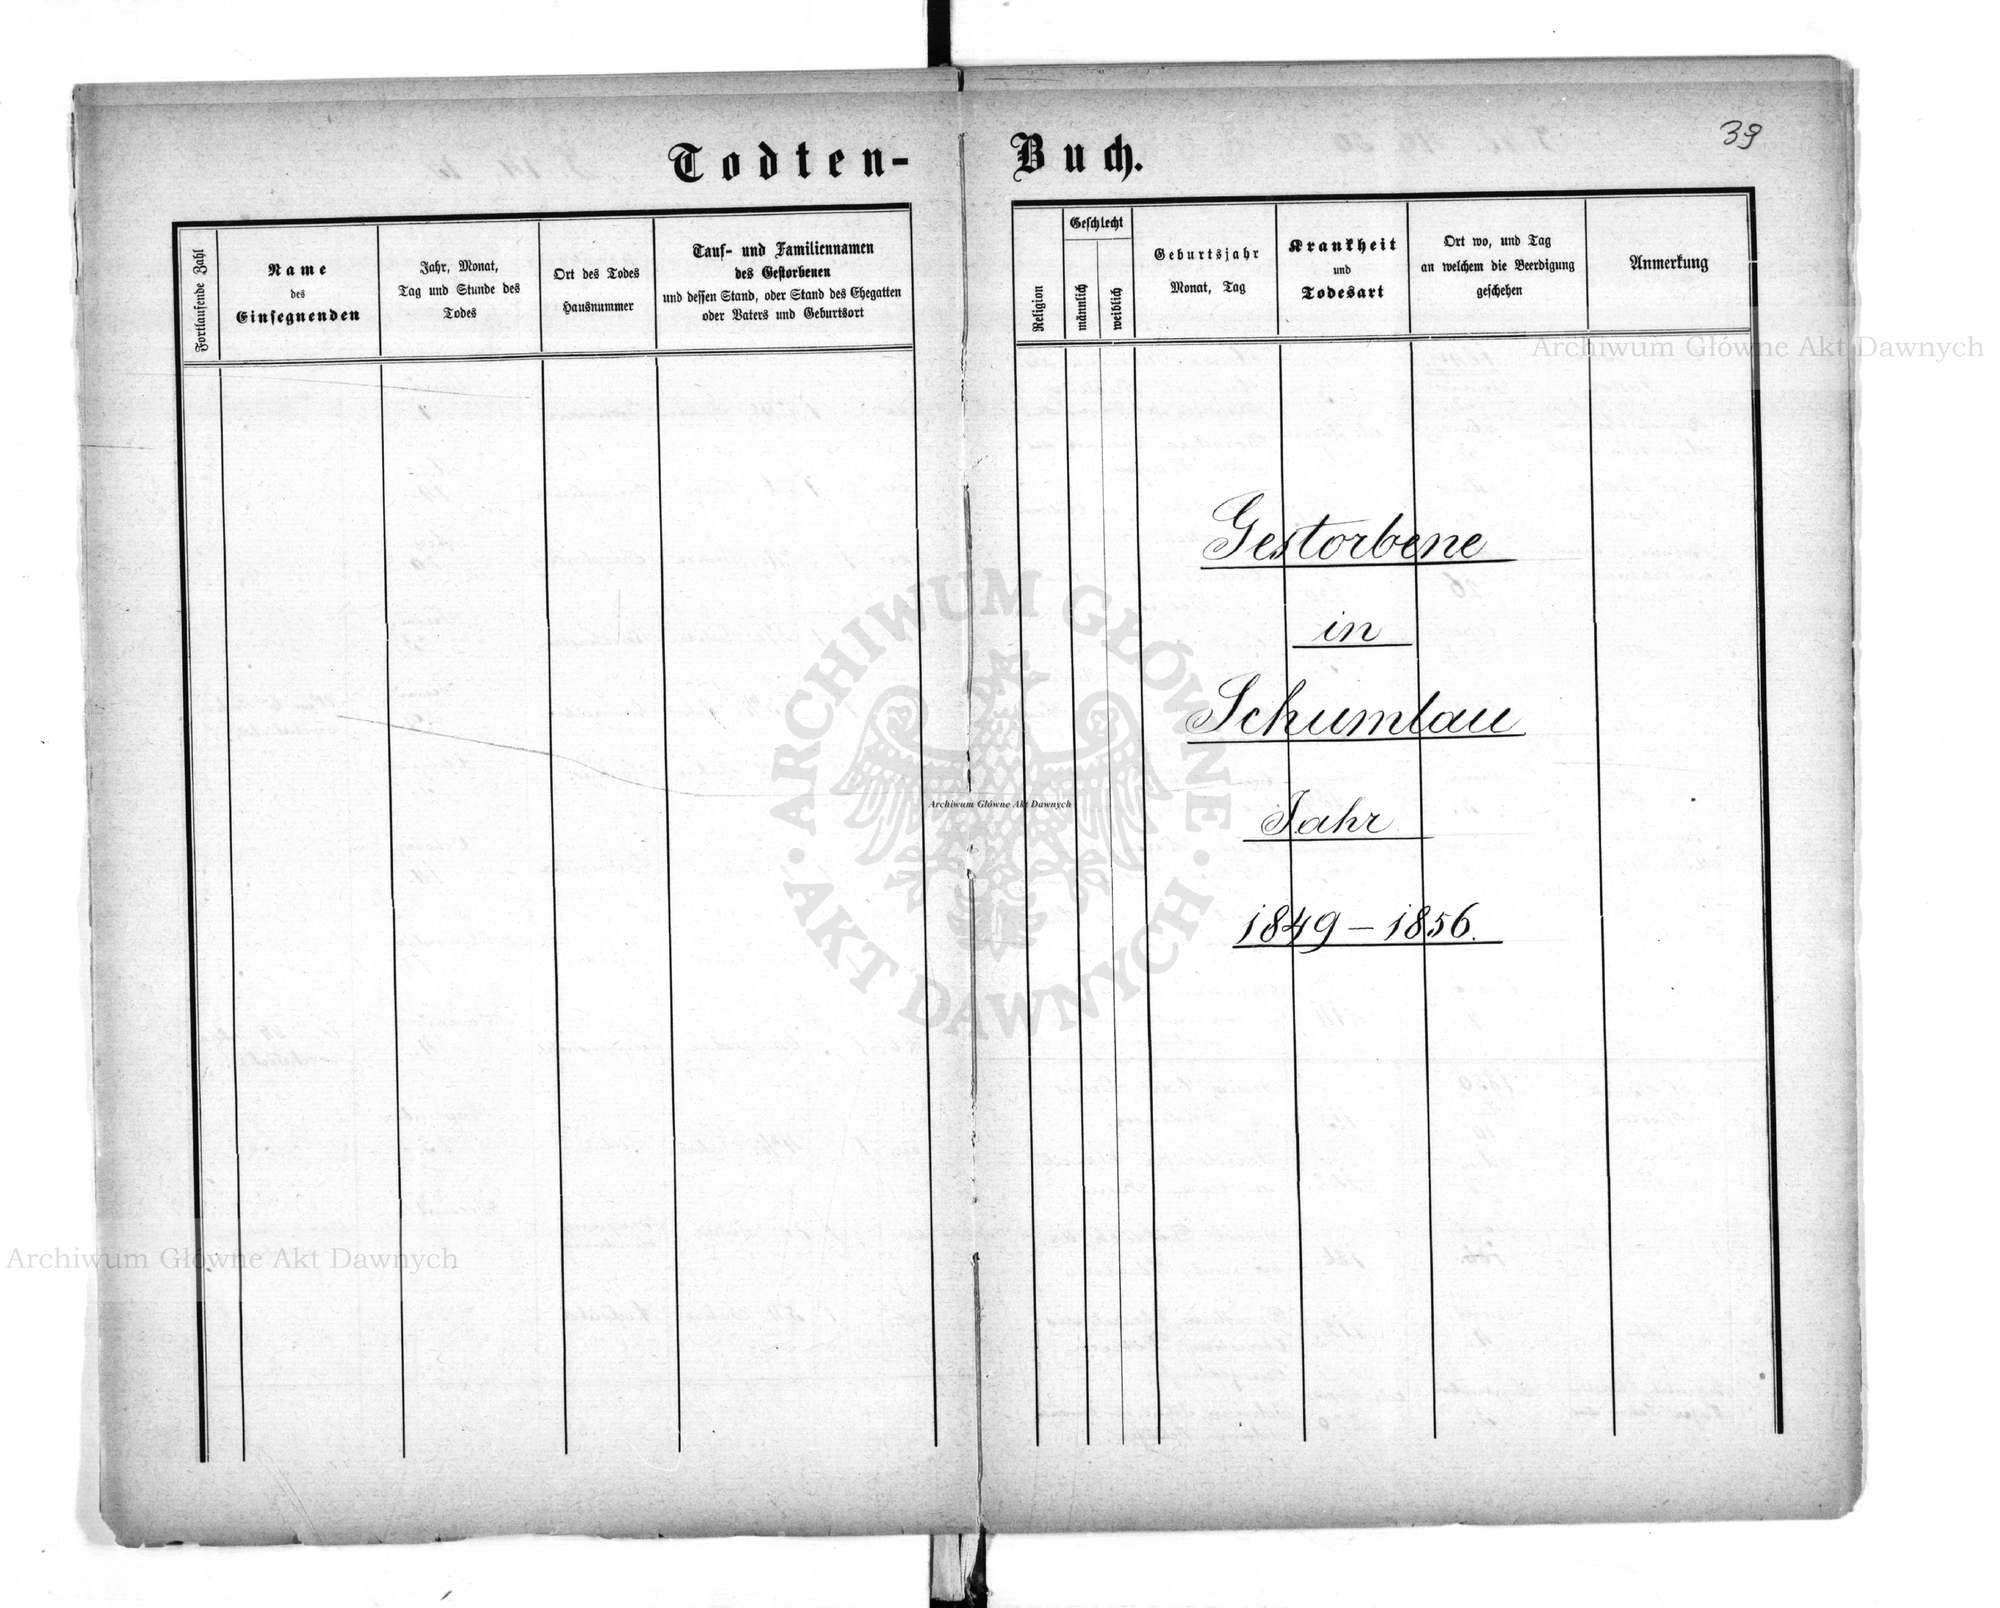 39
Todten-Buch.
Fortlaufende Zahl
Name
des
Einsegnenden
Jahr, Monat,
Tag und Stunde des
Todes
Ort des Todes
Hausnummer
Tauf- und Familiennamen
des Gestorbenen
und dessen Stand, oder Stand des Ehegatten
oder Vaters und Geburtsort
Religion
Geschlecht
männlich
weiblich
Geburtsjahr
Monat, Tag
Krankheit
und
Todesart
Ort wo, und Tag
an welchem die Beerdigung
geschehen
Anmerkung
Gestorbene
in
Schumlau
Jahr
1849 – 1856.
Archiwum Główne Akt Dawnych
ARCHIWUM GŁÓWNE
· AKT DAWNYCH ·
Archiwum Główne Akt Dawnych
Archiwum Główne Akt Dawnych